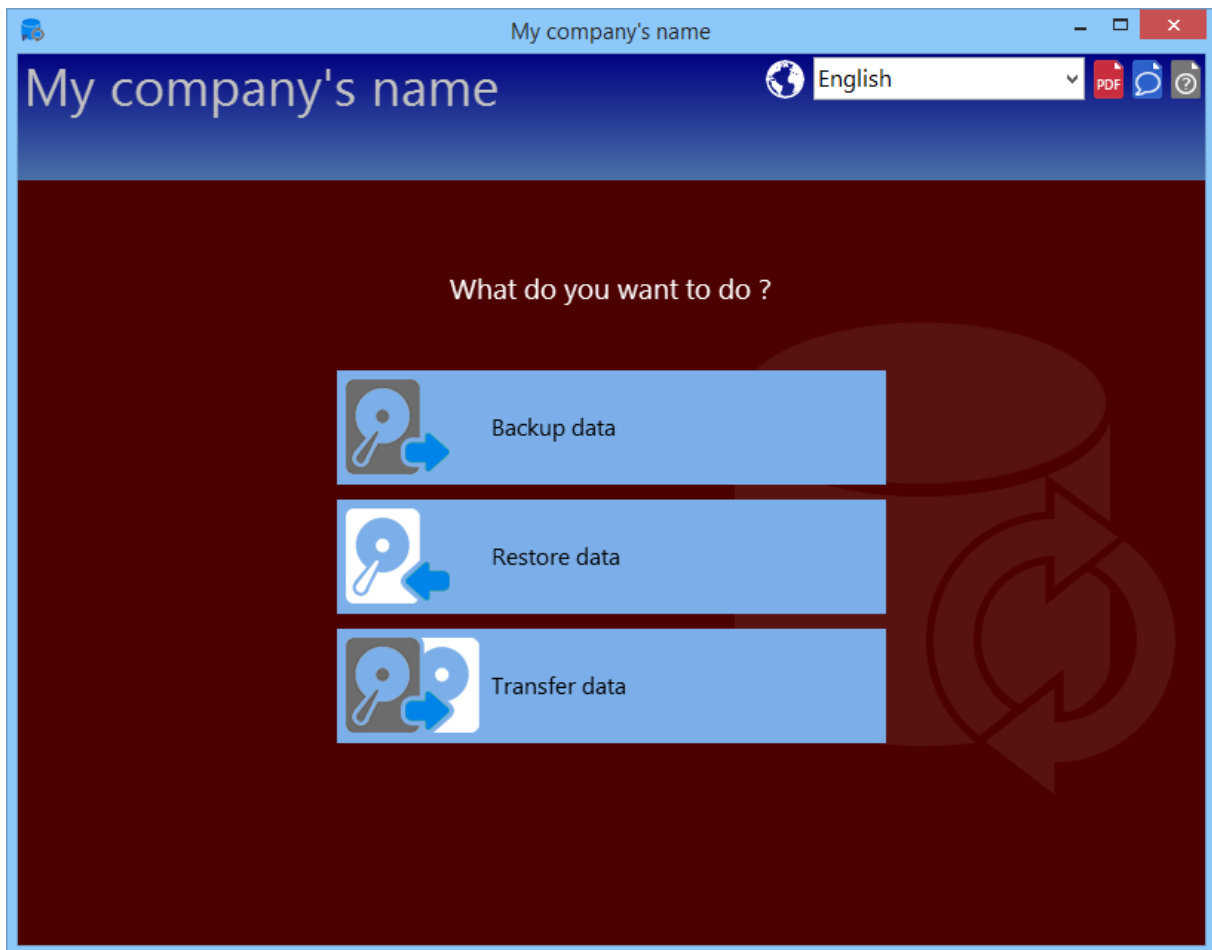 My company's name
My company's name
English
PDF
?
What do you want to do ?
Backup data
Restore data
Transfer data